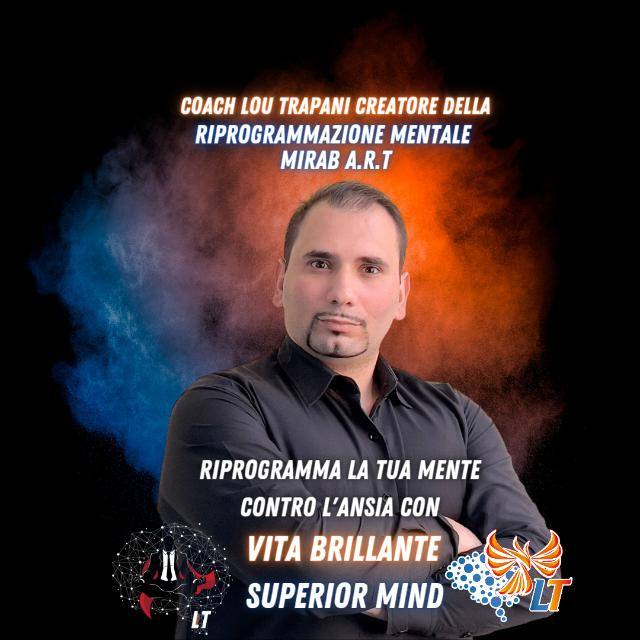 COACH LOU TRAPANI CREATORE DELLA
RIPROGRAMMAZIONE MENTALE
MIRAB A.R.T
RIPROGRAMMA LA TUA MENTE
CONTRO L'ANSIA CON
VITA BRILLANTE
SUPERIOR MIND
LT
LT